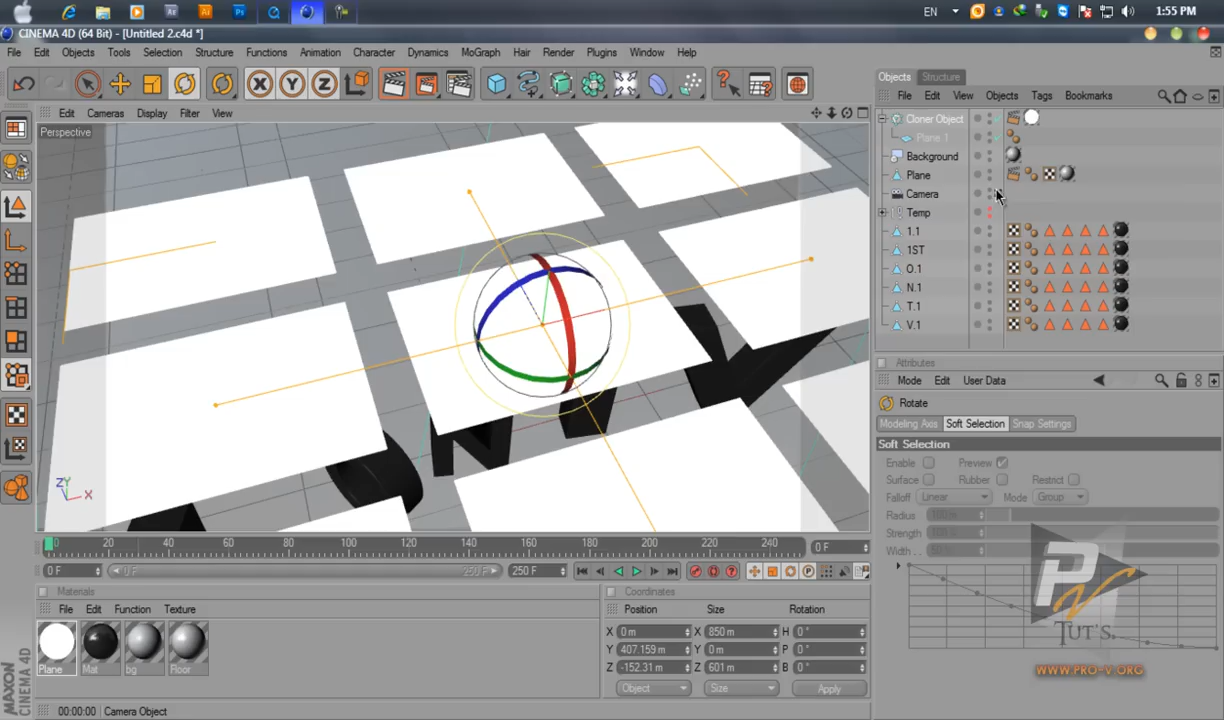 EN
1:55 PM
CINEMA 4D (64 Bit) - [Untitled 2.c4d *]
File Edit Objects Tools Selection Structure Functions Animation Character Dynamics MoGraph Hair Render Plugins Window Help
X Y Z
Objects Structure
File Edit View Objects Tags Bookmarks
Edit Cameras Display Filter View
Perspective
Cloner Object
Plane.1
Background
Plane
Camera
Temp
1.1
1ST
O.1
N.1
T.1
V.1
Attributes
Mode Edit User Data
Rotate
Modeling Axis Soft Selection Snap Settings
Soft Selection
Enable Preview
Surface Rubber Restrict
Falloff Linear Mode Group
Radius
Strength
Width
ZY
X
0 20 40 60 80 100 120 140 160 180 200 220 240 0 F
0 F 0 F 250 F 250 F
Materials
File Edit Function Texture
Plane Mat bg Floor
Coordinates
Position Size Rotation
X 0 m X 850 m H 0 °
Y 407.159 m Y 0 m P 0 °
Z -152.31 m Z 601 m B 0 °
Object Size Apply
PV
TUT'S.
WWW.PRO-V.ORG
MAXON CINEMA 4D
00:00:00 Camera Object